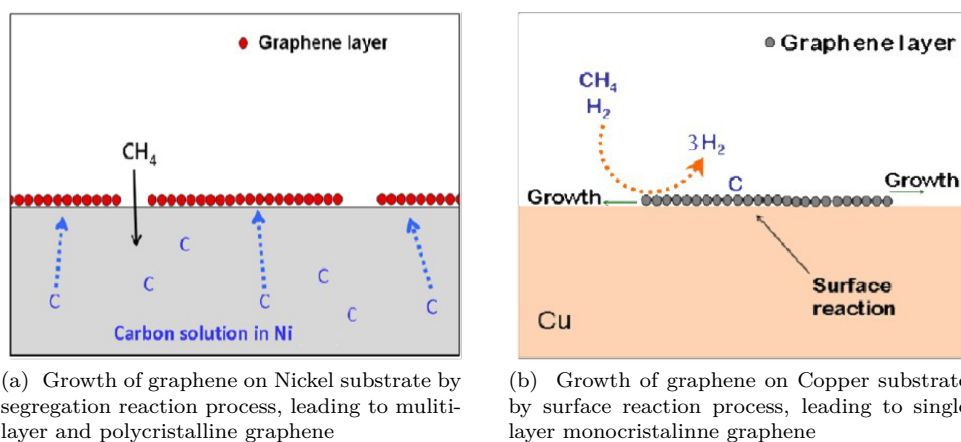 Graphene layer
CH4
C
C
C
C
C
C
C
Carbon solution in Ni
Graphene layer
CH4
H2
3H2
C
Growth
Growth
Surface
reaction
Cu
(a) Growth of graphene on Nickel substrate by
segregation reaction process, leading to muliti-
layer and polycristalline graphene
(b) Growth of graphene on Copper substrate
by surface reaction process, leading to single
layer monocristalinne graphene